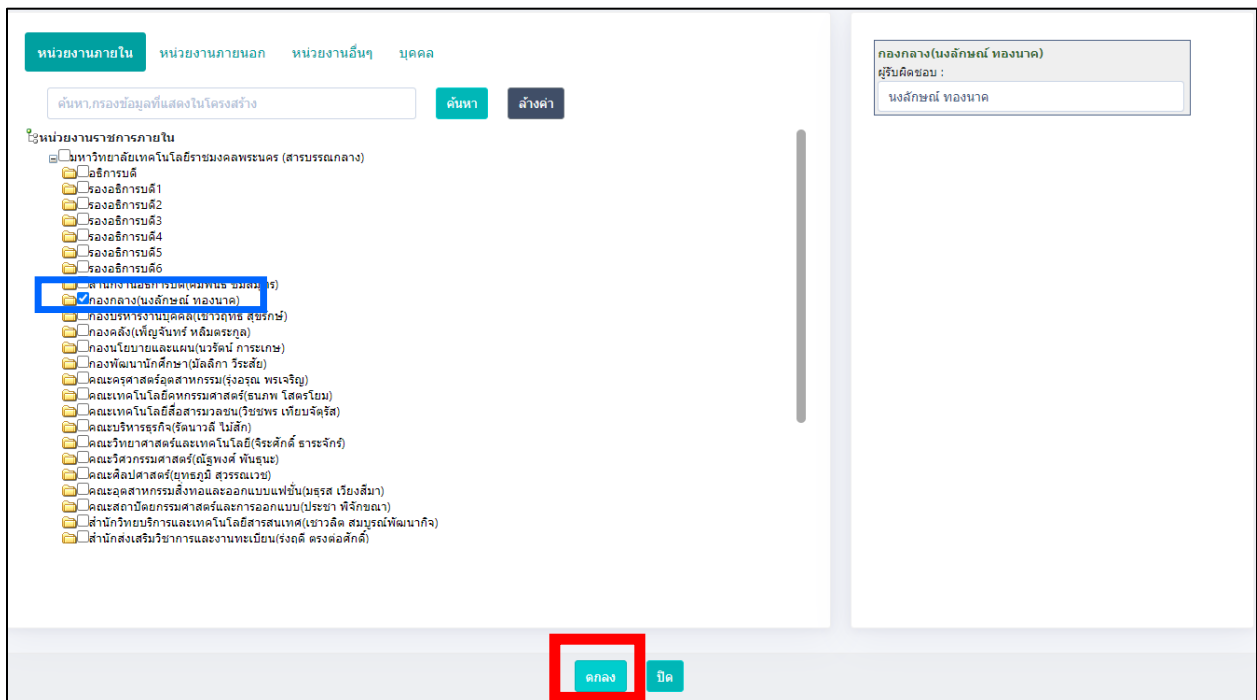 หน่วยงานภายใน หน่วยงานภายนอก หน่วยงานอื่นๆ บุคคล
ค้นหา,กรองข้อมูลที่แสดงในโครงสร้าง ค้นหา ล้างค่า
หน่วยงานราชการภายใน
มหาวิทยาลัยเทคโนโลยีราชมงคลพระนคร (สารบรรณกลาง)
อธิการบดี
รองอธิการบดี1
รองอธิการบดี2
รองอธิการบดี3
รองอธิการบดี4
รองอธิการบดี5
รองอธิการบดี6
กองกลาง(นงลักษณ์ ทองนาค)
กองคลัง(เพ็ญจันทร์ หลิมตระกูล)
กองนโยบายและแผน(นวรัตน์ การะเกษ)
กองพัฒนานักศึกษา(มัลลิกา วีระสัย)
คณะครุศาสตร์อุตสาหกรรม(รุ่งอรุณ พรเจริญ)
คณะเทคโนโลยีคหกรรมศาสตร์(ธนภพ โสตรโยม)
คณะเทคโนโลยีสื่อสารมวลชน(วิชชพร เทียบจัตุรัส)
คณะบริหารธุรกิจ(รัตนาวลี ไม้สัก)
คณะวิทยาศาสตร์และเทคโนโลยี(จิระศักดิ์ ธาระจักร์)
คณะวิศวกรรมศาสตร์(ณัฐพงศ์ พันธุนะ)
คณะศิลปศาสตร์(ยุทธภูมิ สุวรรณเวช)
คณะอุตสาหกรรมสิ่งทอและออกแบบแฟชั่น(มธุรส เวียงสีมา)
คณะสถาปัตยกรรมศาสตร์และการออกแบบ(ประชา พิจักขณา)
สำนักวิทยบริการและเทคโนโลยีสารสนเทศ(เชาวลิต สมบูรณ์พัฒนากิจ)
สำนักส่งเสริมวิชาการและงานทะเบียน(รุ่งฤดี ตรงต่อศักดิ์)
กองกลาง(นงลักษณ์ ทองนาค)
ผู้รับผิดชอบ :
นงลักษณ์ ทองนาค
ตกลง ปิด